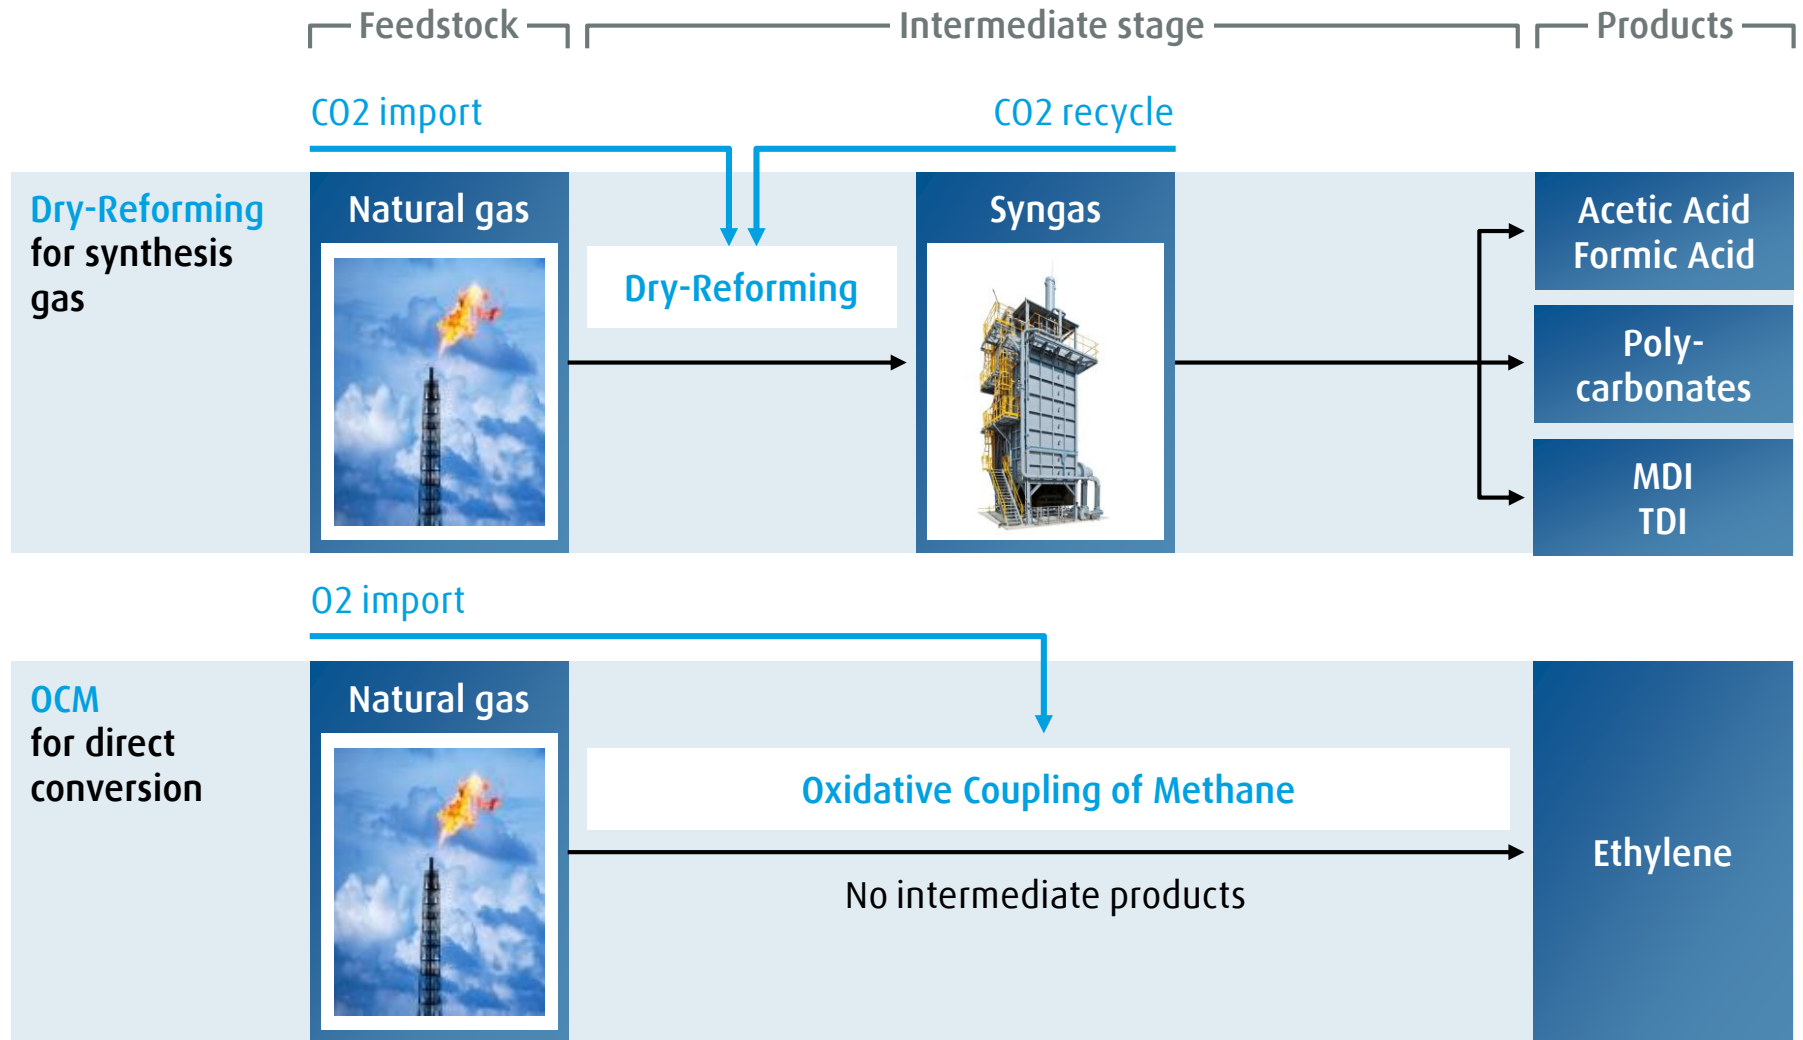 Feedstock
Intermediate stage
Products
CO2 import
CO2 recycle
Dry-Reforming
for synthesis
gas
Natural gas
Dry-Reforming
Syngas
Acetic Acid
Formic Acid
Poly-
carbonates
MDI
TDI
O2 import
OCM
for direct
conversion
Natural gas
Oxidative Coupling of Methane
No intermediate products
Ethylene